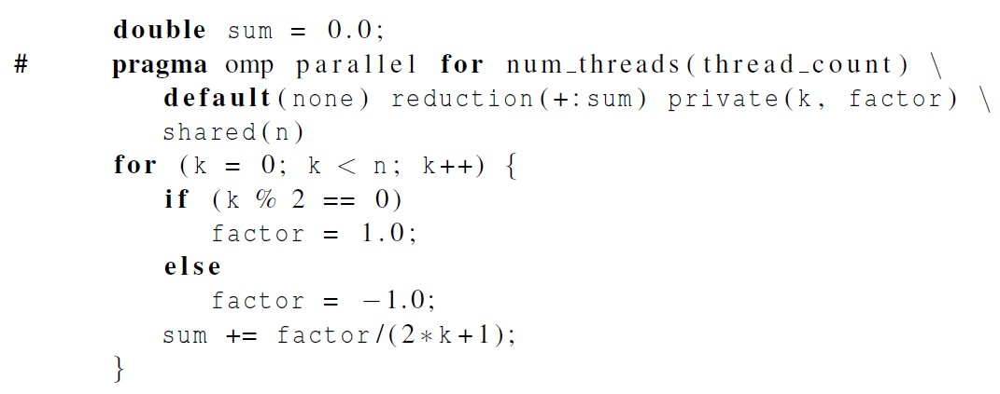 double sum = 0.0;
# pragma omp parallel for num_threads(thread_count) \
default(none) reduction(+:sum) private(k, factor) \
shared(n)
for (k = 0; k < n; k++) {
if (k % 2 == 0)
factor = 1.0;
else
factor = −1.0;
sum += factor/(2*k+1);
}